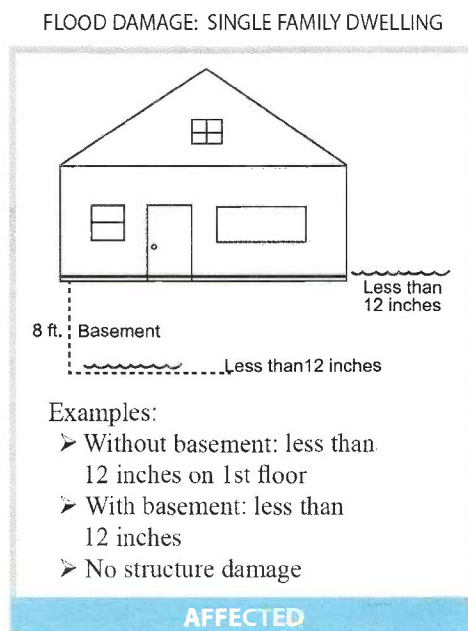 FLOOD DAMAGE: SINGLE FAMILY DWELLING
Less than
12 inches
8 ft.
Basement
Less than12 inches
Examples:
➢ Without basement: less than
12 inches on 1st floor
➢ With basement: less than
12 inches
➢ No structure damage
AFFECTED